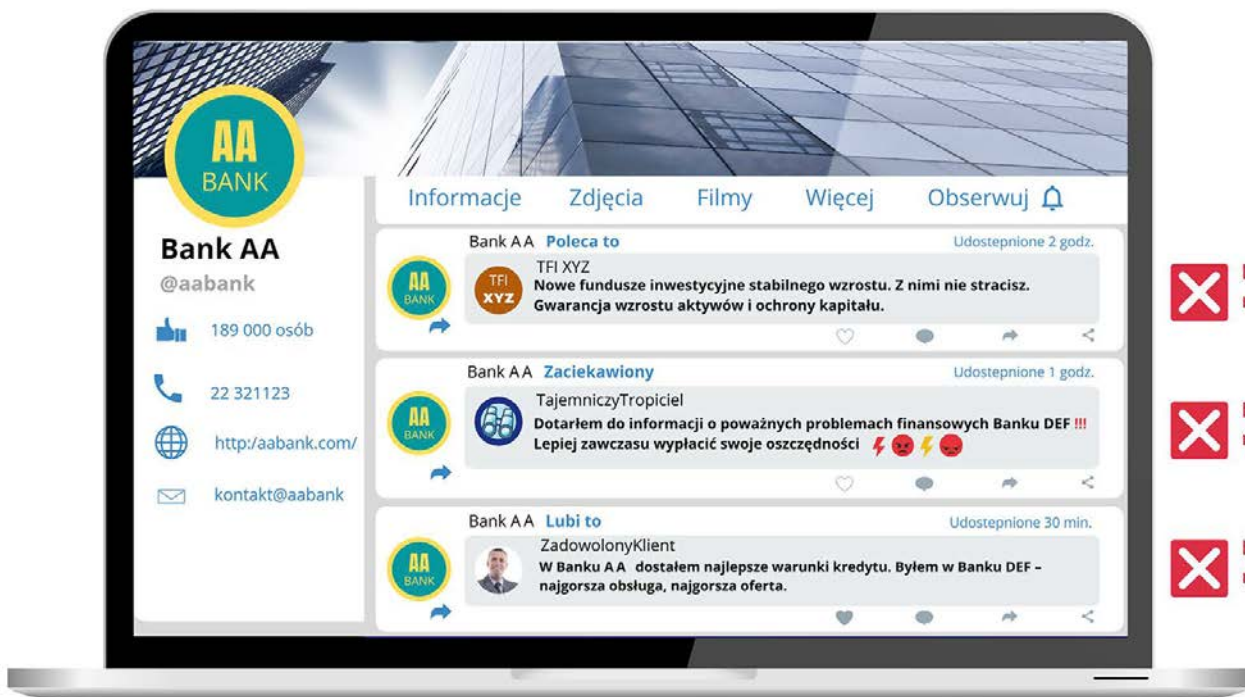 AA
BANK
Bank AA
@aabank
189 000 osób
22 321123
http:/aabank.com/
kontakt@aabank
Informacje Zdjęcia Filmy Więcej Obserwuj
Bank AA Poleca to Udostepnione 2 godz.
AA
BANK
TFI
XYZ
TFI XYZ
Nowe fundusze inwestycyjne stabilnego wzrostu. Z nimi nie stracisz.
Gwarancja wzrostu aktywów i ochrony kapitału.
Bank AA Zaciekawiony Udostepnione 1 godz.
AA
BANK
TajemniczyTropiciel
Dotarłem do informacji o poważnych problemach finansowych Banku DEF !!!
Lepiej zawczasu wypłacić swoje oszczędności
Bank AA Lubi to Udostepnione 30 min.
AA
BANK
ZadowolonyKlient
W Banku AA dostałem najlepsze warunki kredytu. Byłem w Banku DEF –
najgorsza obsługa, najgorsza oferta.